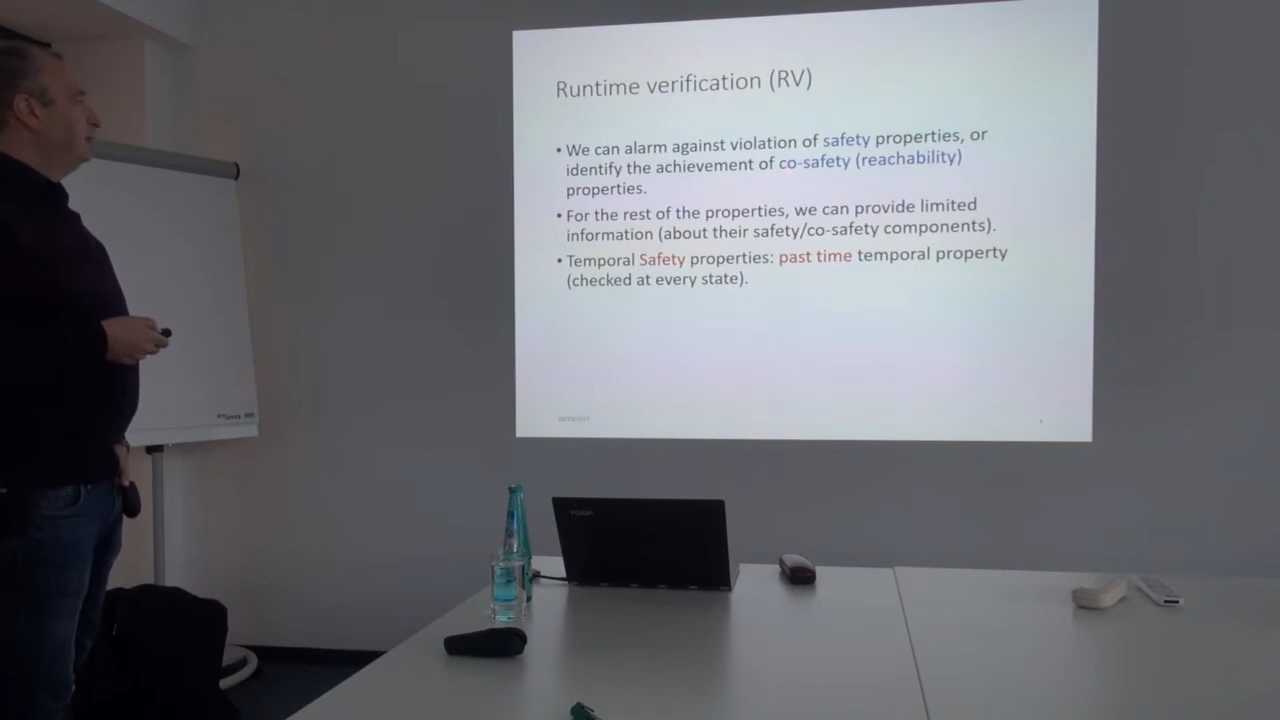 Runtime verification (RV)
• We can alarm against violation of safety properties, or
identify the achievement of co-safety (reachability)
properties.
• For the rest of the properties, we can provide limited
information (about their safety/co-safety components).
• Temporal Safety properties: past time temporal property
(checked at every state).
YOGA